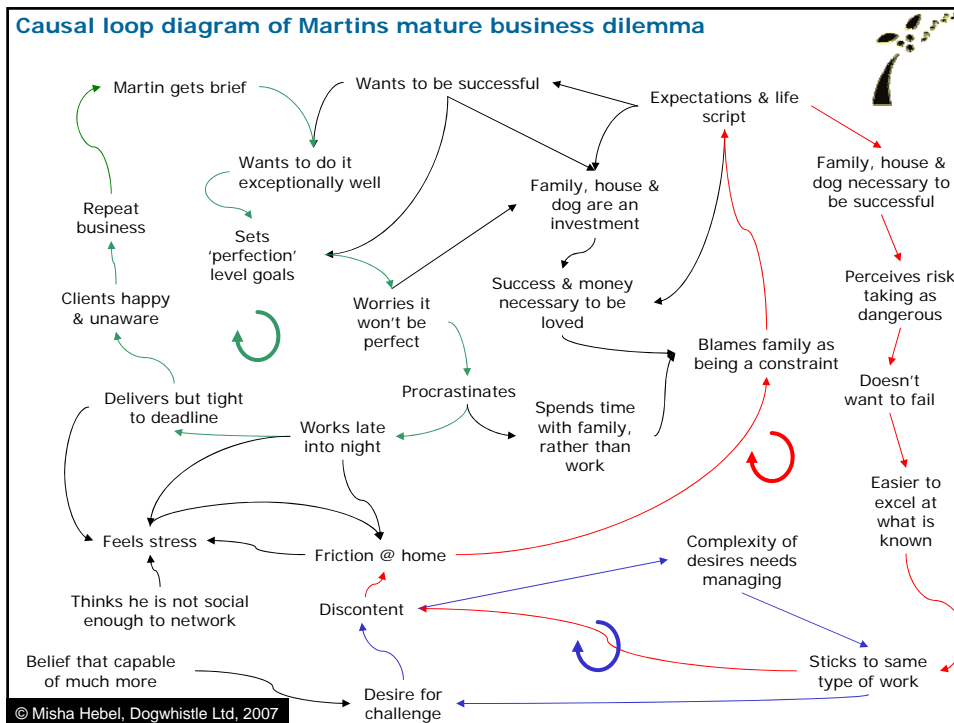 Causal loop diagram of Martins mature business dilemma
Martin gets brief
Wants to be successful
Expectations & life
script
Wants to do it
exceptionally well
Family, house &
dog are an
investment
Family, house &
dog necessary to
be successful
Repeat
business
Sets
‘perfection’
level goals
Clients happy
& unaware
Worries it
won’t be
perfect
Success & money
necessary to be
loved
Perceives risk
taking as
dangerous
Blames family as
being a constraint
Delivers but tight
to deadline
Procrastinates
Doesn’t
want to fail
Works late
into night
Spends time
with family,
rather than
work
Easier to
excel at
what is
known
Feels stress
Friction @ home
Complexity of
desires needs
managing
Thinks he is not social
enough to network
Discontent
Belief that capable
of much more
Desire for
challenge
Sticks to same
type of work
© Misha Hebel, Dogwhistle Ltd, 2007